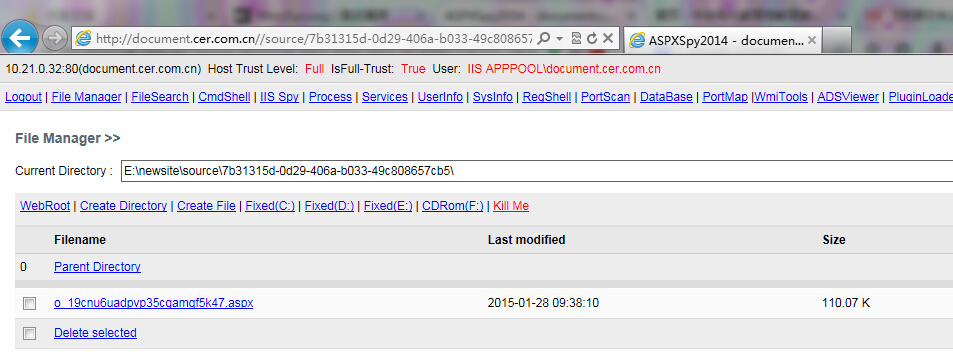 http://document.cer.com.cn//source/7b31315d-0d29-406a-b033-49c808657
ASPXSpy2014 - documen...
10.21.0.32:80(document.cer.com.cn) Host Trust Level: Full IsFull-Trust: True User: IIS APPPOOL\document.cer.com.cn
Logout | File Manager | FileSearch | CmdShell | IIS Spy | Process | Services | UserInfo | SysInfo | RegShell | PortScan | DataBase | PortMap |WmiTools | ADSViewer | PluginLoade
File Manager >>
Current Directory : E:\newsite\source\7b31315d-0d29-406a-b033-49c808657cb5\
WebRoot | Create Directory | Create File | Fixed(C:) | Fixed(D:) | Fixed(E:) | CDRom(F:) | Kill Me
Filename Last modified Size
0 Parent Directory
o_19cnu6uadpvp35cgamqf5k47.aspx 2015-01-28 09:38:10 110.07 K
Delete selected